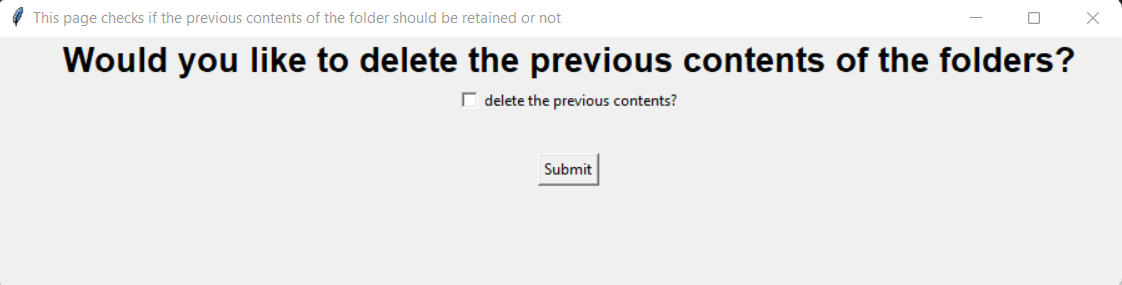 This page checks if the previous contents of the folder should be retained or not
Would you like to delete the previous contents of the folders?
delete the previous contents?
Submit